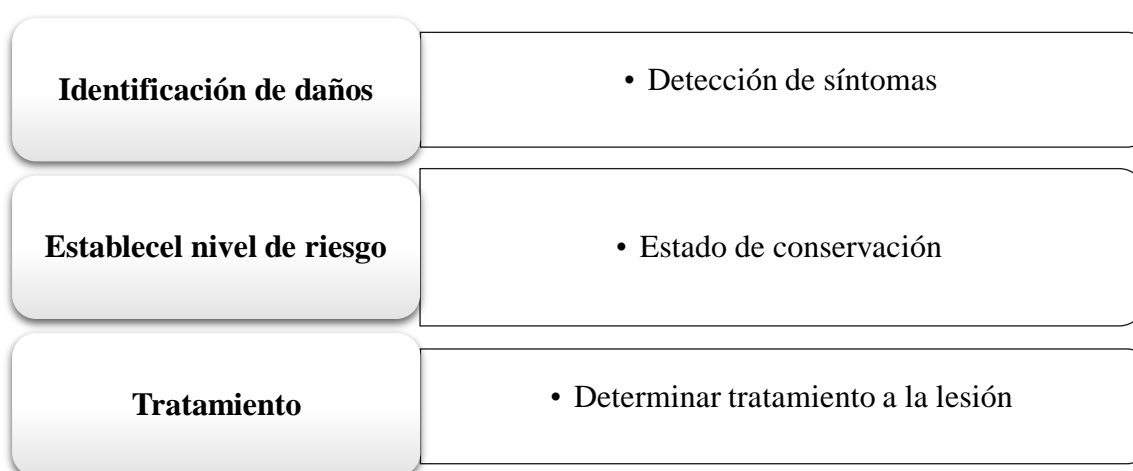 Identificación de daños
• Detección de síntomas
Establecel nivel de riesgo
• Estado de conservación
Tratamiento
• Determinar tratamiento a la lesión